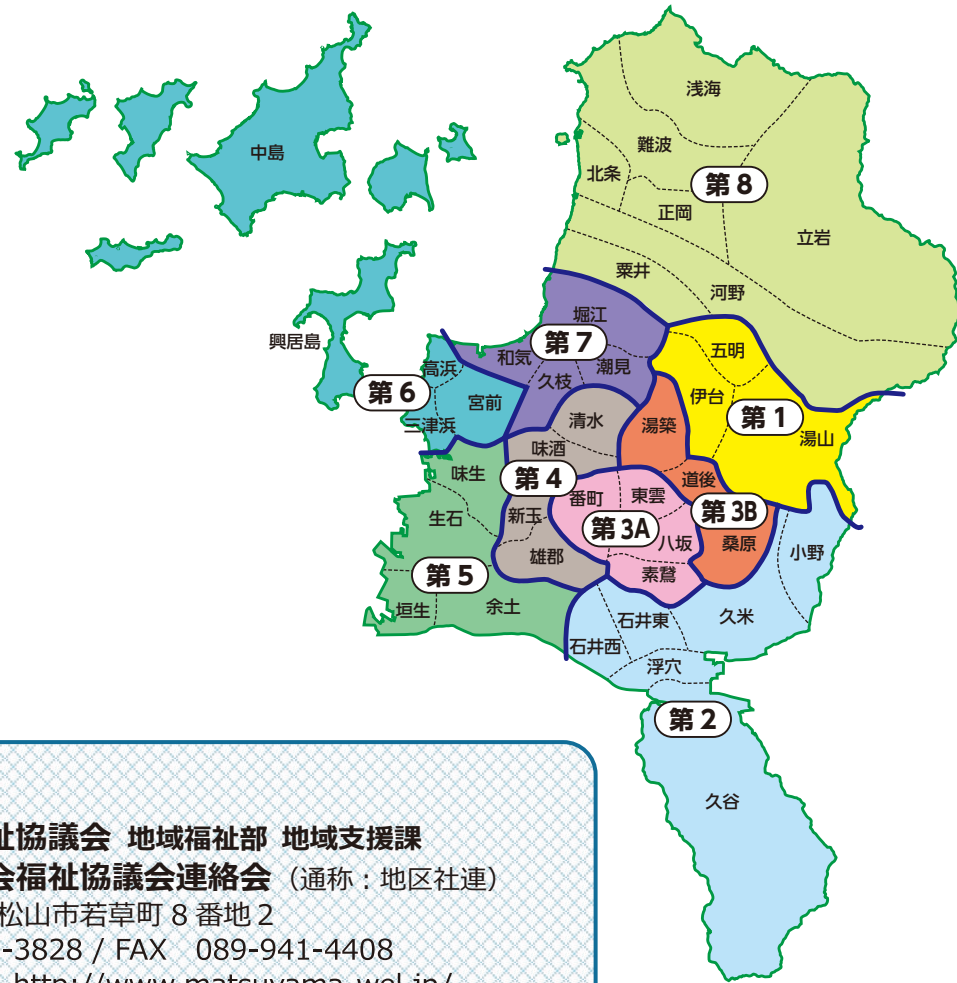 浅海
難波
中島
北条
第8
正岡
立岩
粟井
河野
堀江
興居島
第7
五明
和気
潮見
高浜
久枝
伊台
第6
宮前
清水
湯築
第1
三津浜
湯山
味酒
味生
第4
道後
番町
東雲
第3B
生石
新玉
第3A
八坂
桑原
雄郡
小野
第5
素鵞
垣生
余土
石井東
久米
石井西
浮穴
第2
久谷
祉協議会 地域福祉部 地域支援課
会福祉協議会連絡会(通称:地区社連)
松山市若草町8番地2
-3828 / FAX 089-941-4408
http://www.matsuyama-wel.jp/